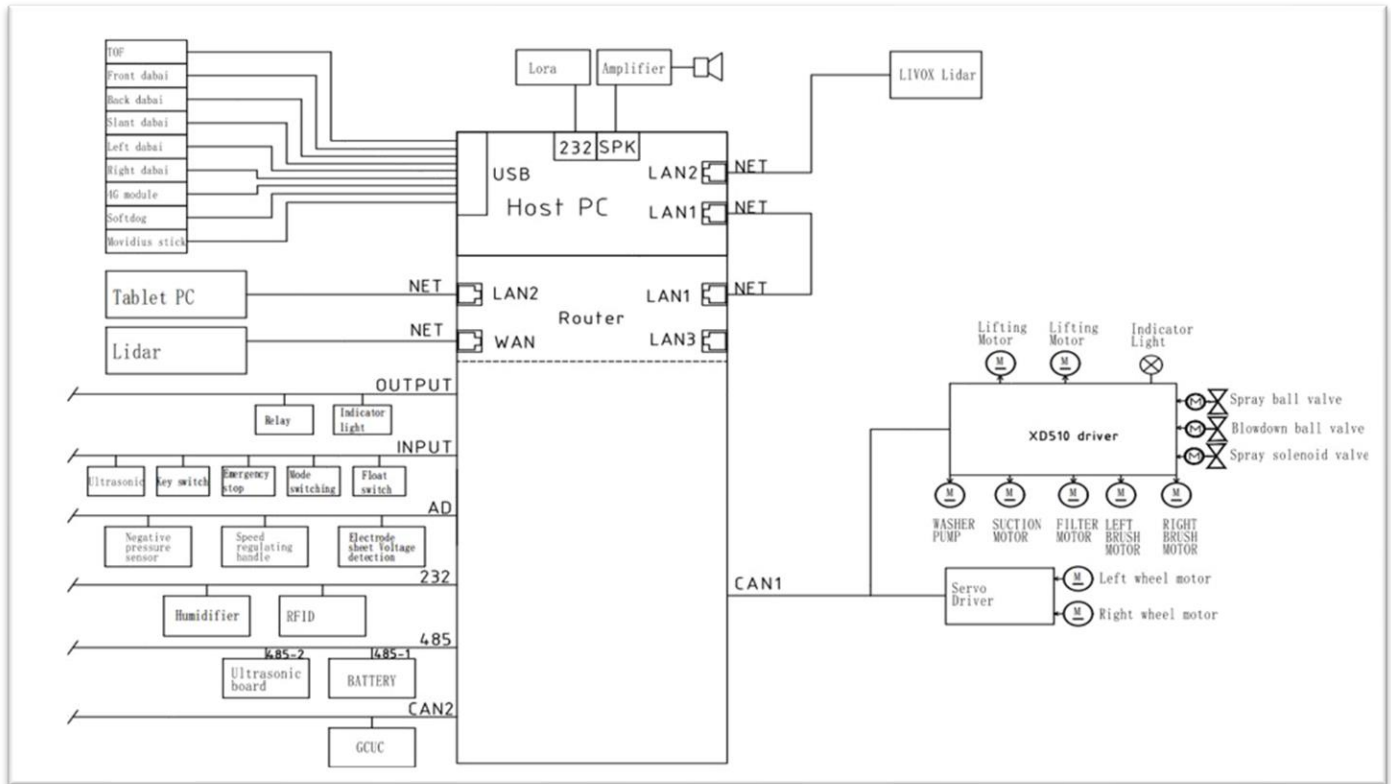 TOF
Front dabai
Back dabai
Slant dabai
Left dabai
Right dabai
4G module
Softdog
Movidius stick
Lora
Amplifier
LIVOX Lidar
232
SPK
USB
Host PC
LAN2
NET
LAN1
NET
Tablet PC
NET
LAN2
Router
LAN1
NET
Lidar
NET
WAN
LAN3
OUTPUT
Relay
Indicator
light
INPUT
Ultrasonic
Key switch
Emergency
stop
Mode
switching
Float
switch
AD
Negative
pressure
sensor
Speed
regulating
handle
Electrode
sheet Voltage
detection
232
Humidifier
RFID
485
485-2
485-1
Ultrasonic
board
BATTERY
CAN2
GCUC
CAN1
Lifting
Motor
Lifting
Motor
Indicator
Light
M
M
XD510 driver
M
Spray ball valve
M
Blowdown ball valve
M
Spray solenoid valve
M
M
M
M
M
WASHER
PUMP
SUCTION
MOTOR
FILTER
MOTOR
LEFT
BRUSH
MOTOR
RIGHT
BRUSH
MOTOR
Servo
Driver
M
Left wheel motor
M
Right wheel motor